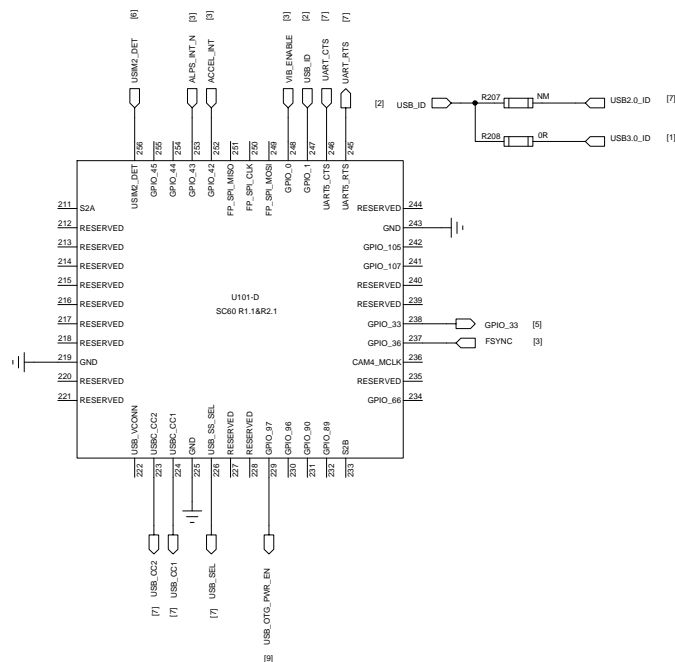 [6]
USIM2_DET
[3]
ALPS_INT_N
[3]
ACCEL_INT
[3]
VIB_ENABLE
[2]
USB_ID
[7]
UART_CTS
[7]
UART_RTS
[2] USB_ID
R207 NM USB2.0_ID [7]
R208 0R USB3.0_ID [1]
256 USIM2_DET
255 GPIO_45
254 GPIO_44
253 GPIO_43
252 GPIO_42
251 FP_SPI_MISO
250 FP_SPI_CLK
249 FP_SPI_MOSI
248 GPIO_0
247 GPIO_1
246 UART5_CTS
245 UART5_RTS
211 S2A
212 RESERVED
213 RESERVED
214 RESERVED
215 RESERVED
216 RESERVED
217 RESERVED
218 RESERVED
219 GND
220 RESERVED
221 RESERVED
U101-D
SC60 R1.1&R2.1
RESERVED 244
GND 243
GPIO_105 242
GPIO_107 241
RESERVED 240
RESERVED 239
GPIO_33 238 GPIO_33 [5]
GPIO_36 237 FSYNC [3]
CAM4_MCLK 236
RESERVED 235
GPIO_66 234
USB_VCONN 222
USBC_CC2 223
USBC_CC1 224
GND 225
USB_SS_SEL 226
RESERVED 227
RESERVED 228
GPIO_97 229
GPIO_96 230
GPIO_90 231
GPIO_89 232
S2B 233
USB_CC2
[7]
USB_CC1
[7]
USB_SEL
[7]
USB_OTG_PWR_EN
[9]